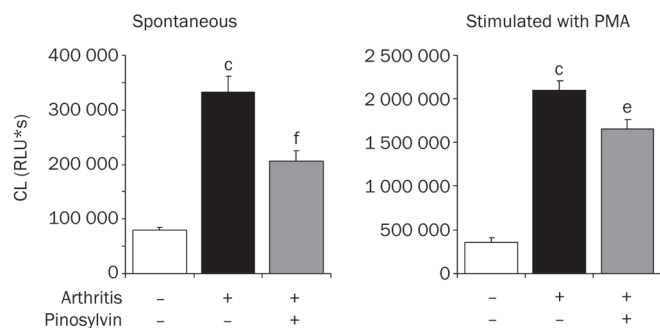 Spontaneous
CL (RLU*s)
400 000
300 000
200 000
100 000
0
c
f
Arthritis – + +
Pinosylvin – – +
Stimulated with PMA
2 500 000
2 000 000
1 500 000
1 000 000
500 000
0
c
e
– + +
– – +